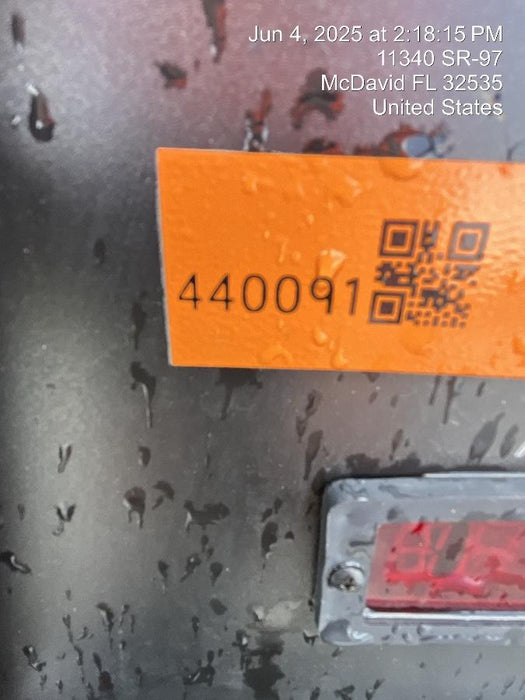 Jun 4, 2025 at 2:18:15 PM
11340 SR-97
McDavid FL 32535
United States
440091